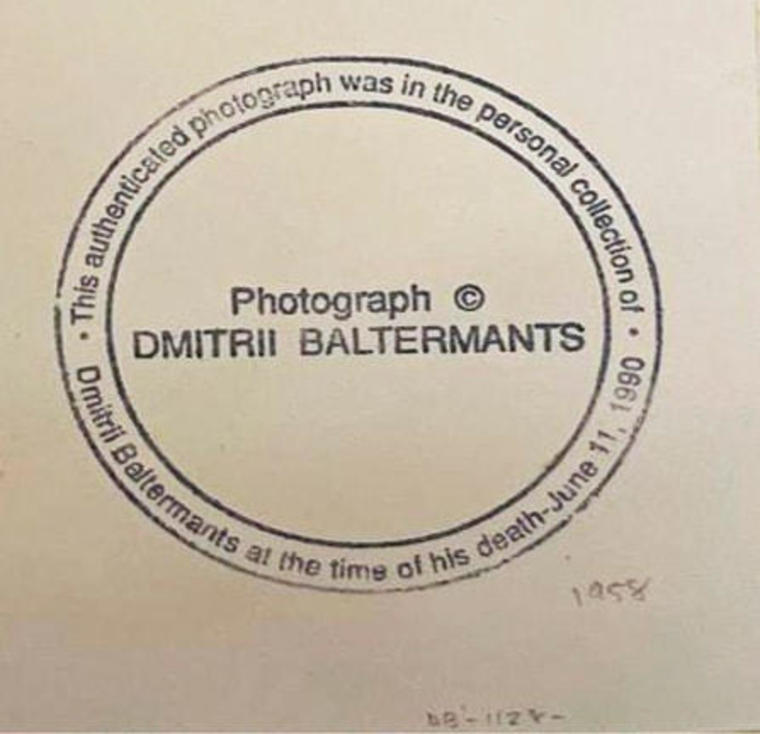 • This authenticated photograph was in the personal collection of •
Photograph ©
DMITRII BALTERMANTS
Dmitrii Baltermants at the time of his death-June 11, 1990
1958